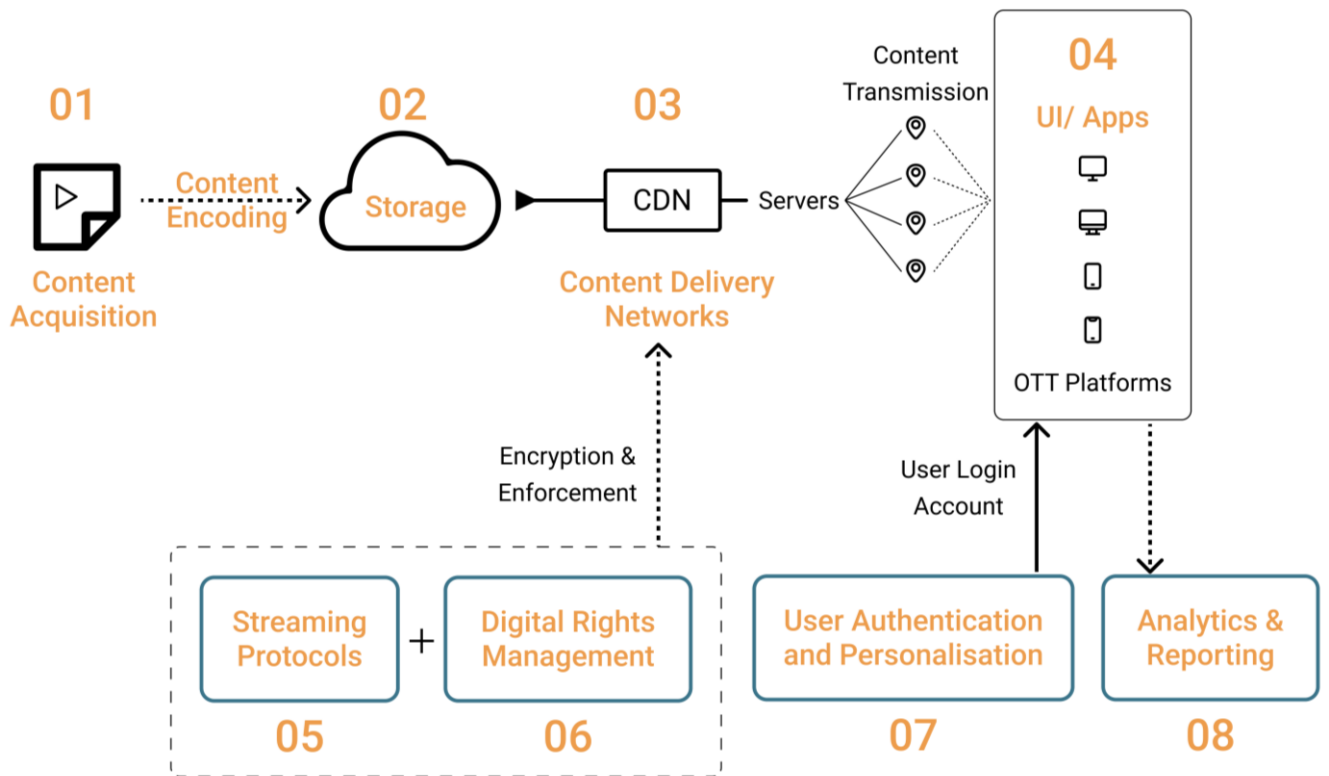 01
Content
Acquisition
Content
Encoding
02
Storage
03
CDN
Content Delivery
Networks
Servers
Content
Transmission
04
UI/ Apps
OTT Platforms
Encryption &
Enforcement
User Login
Account
Streaming
Protocols
+
Digital Rights
Management
User Authentication
and Personalisation
Analytics &
Reporting
05
06
07
08